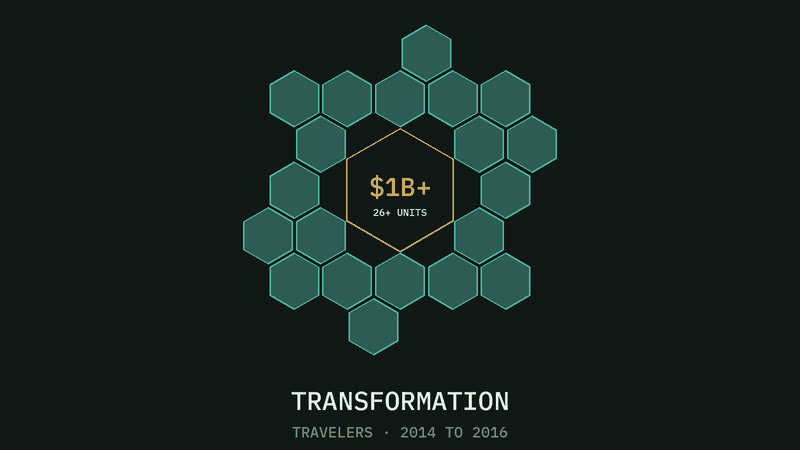 $1B+
26+ UNITS
TRANSFORMATION
TRAVELERS · 2014 TO 2016